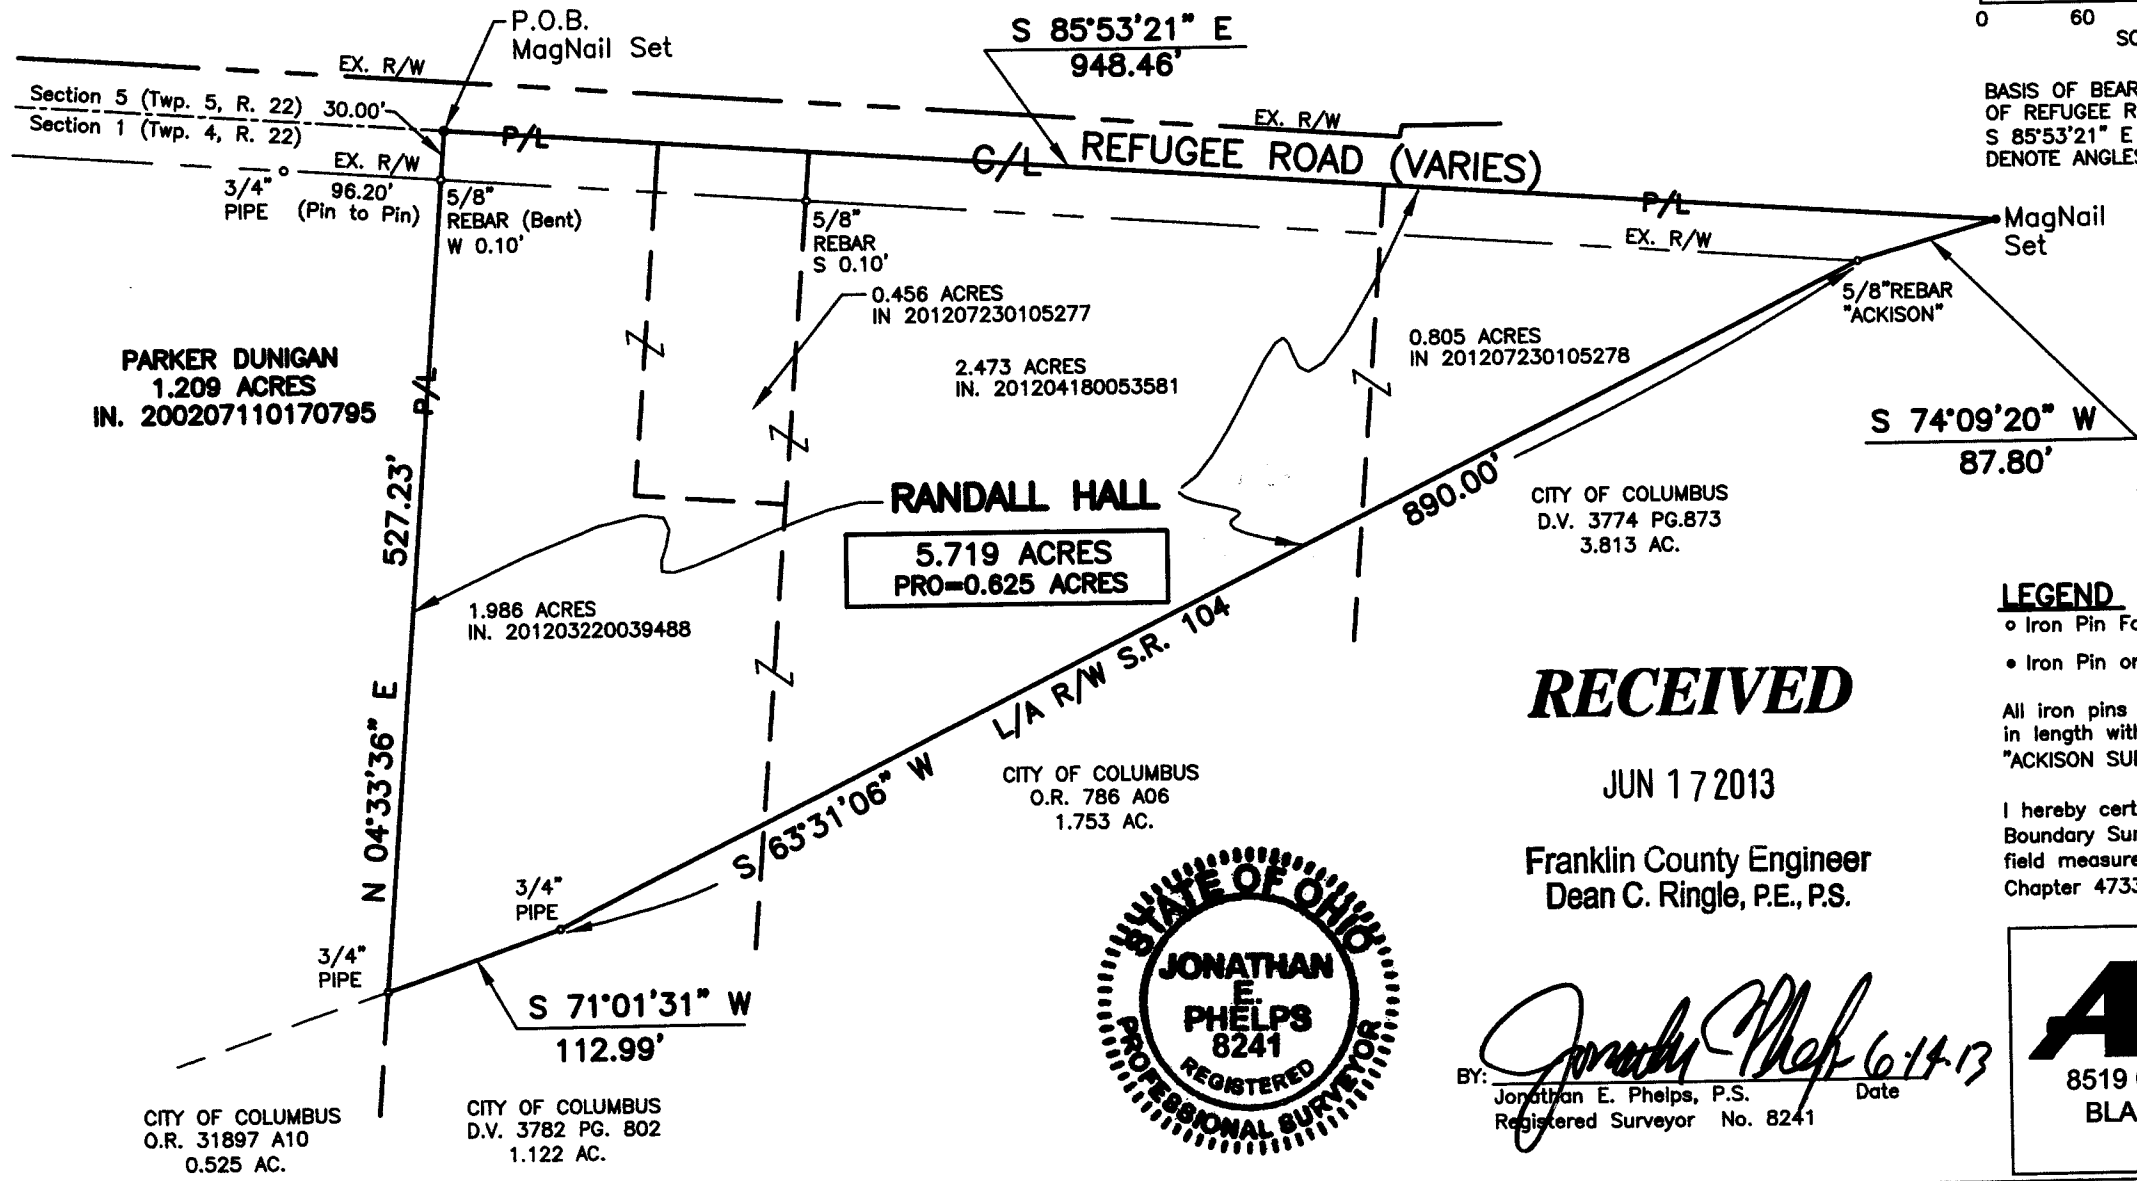 P.O.B.
MagNail Set
S 85°53'21" E
948.46'
0 60
BASIS OF BEAR
OF REFUGEE R
S 85°53'21" E
DENOTE ANGLES
EX. R/W
Section 5 (Twp. 5, R. 22) 30.00'
Section 1 (Twp. 4, R. 22)
EX. R/W
P/L
C/L REFUGEE ROAD (VARIES)
P/L
EX. R/W
3/4"
PIPE
96.20'
(Pin to Pin)
5/8"
REBAR (Bent)
W 0.10'
5/8"
REBAR
S 0.10'
EX. R/W
MagNail
Set
5/8"REBAR
"ACKISON"
0.456 ACRES
IN 201207230105277
PARKER DUNIGAN
1.209 ACRES
IN. 200207110170795
P/L
2.473 ACRES
IN. 201204180053581
0.805 ACRES
IN 201207230105278
S 74°09'20" W
87.80'
N 04°33'36" E 527.23'
RANDALL HALL
5.719 ACRES
PRO=0.625 ACRES
890.00'
CITY OF COLUMBUS
D.V. 3774 PG.873
3.813 AC.
1.986 ACRES
IN. 201203220039488
S 63°31'06" W
L/A R/W S.R. 104
LEGEND
Iron Pin Fo
Iron Pin or
All iron pins
in length with
"ACKISON SU
RECEIVED
JUN 17 2013
Franklin County Engineer
Dean C. Ringle, P.E., P.S.
I hereby cert
Boundary Sur
field measure
Chapter 4733
CITY OF COLUMBUS
O.R. 786 A06
1.753 AC.
3/4"
PIPE
3/4"
PIPE
S 71°01'31" W
112.99'
STATE OF OHIO
JONATHAN
E.
PHELPS
8241
REGISTERED
PROFESSIONAL SURVEYOR
BY: Jonathan E Phelps 6-14-13
Jonathan E. Phelps, P.S. Date
Registered Surveyor No. 8241
CITY OF COLUMBUS
O.R. 31897 A10
0.525 AC.
CITY OF COLUMBUS
D.V. 3782 PG. 802
1.122 AC.
A
8519
BLA